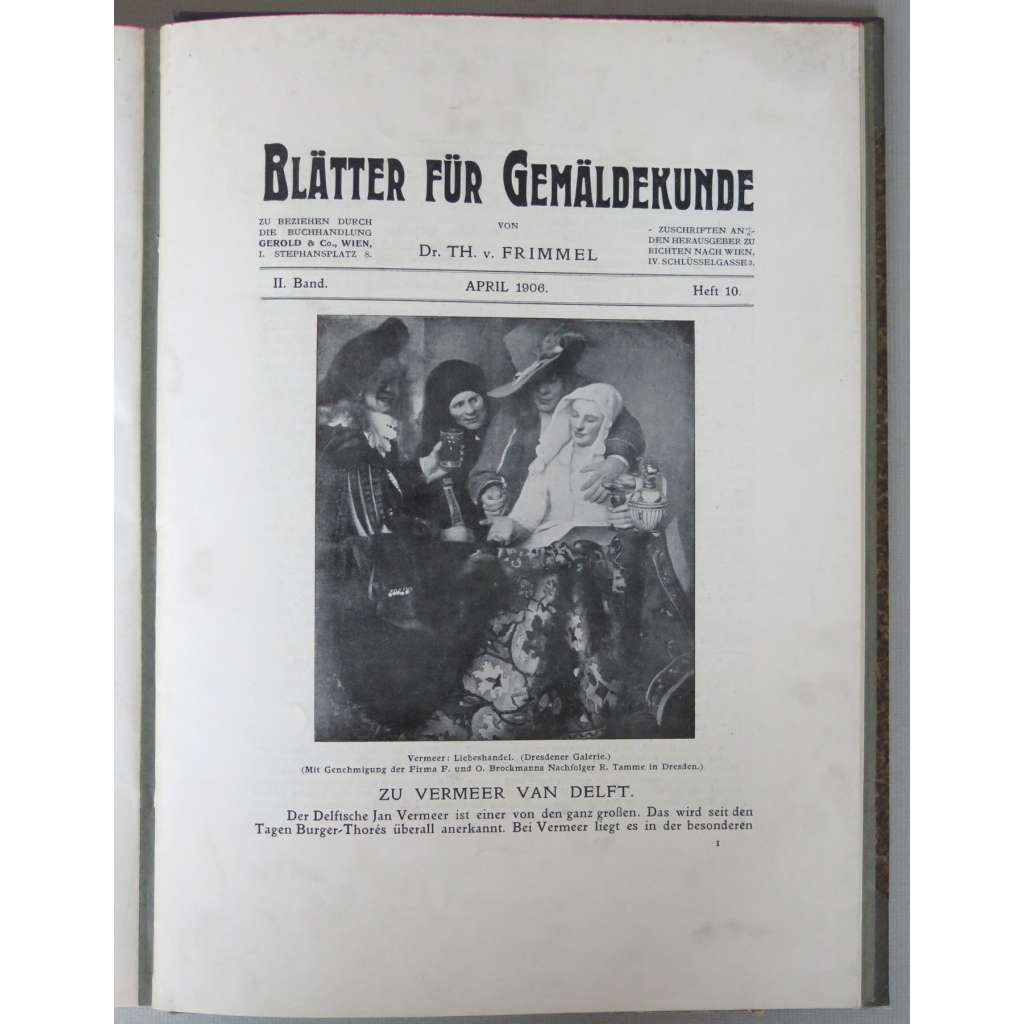 BLÄTTER FÜR GEMÄLDEKUNDE
ZU BEZIEHEN DURCH
DIE BUCHHANDLUNG
GEROLD & Co., WIEN,
I. STEPHANSPLATZ 8.
VON
Dr. TH. v. FRIMMEL
- ZUSCHRIFTEN AN -
DEN HERAUSGEBER ZU
RICHTEN NACH WIEN,
IV. SCHLÜSSELGASSE 3.
II. Band.
APRIL 1906.
Heft 10.
Vermeer: Liebeshandel. (Dresdener Galerie.)
(Mit Genehmigung der Firma F. und O. Brockmanns Nachfolger R. Tamme in Dresden.)
ZU VERMEER VAN DELFT.
Der Delftsche Jan Vermeer ist einer von den ganz großen. Das wird seit den
Tagen Burger-Thorés überall anerkannt. Bei Vermeer liegt es in der besonderen
1